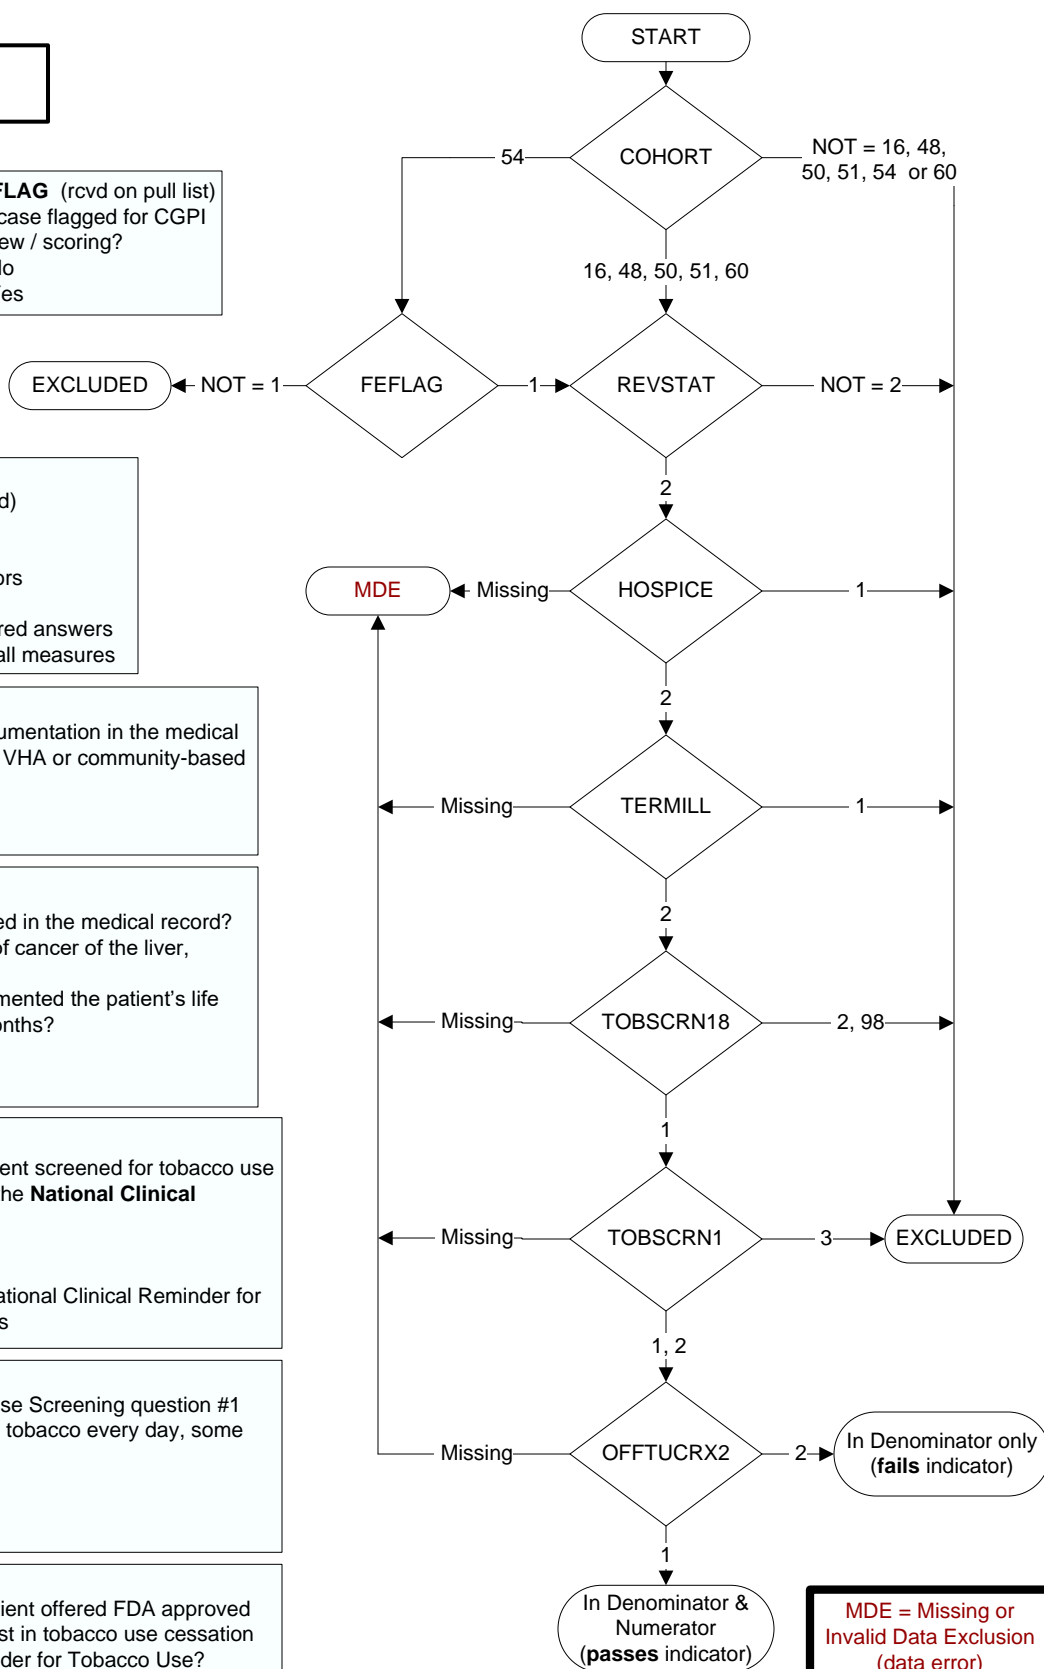 START
COHORT
54
NOT = 16, 48,
50, 51, 54 or 60
FLAG (rcvd on pull list)
case flagged for CGPI
ew / scoring?
lo
es
16, 48, 50, 51, 60
EXCLUDED
NOT = 1
FEFLAG
1
REVSTAT
NOT = 2
2
d)
ors
red answers
all measures
MDE
Missing
HOSPICE
1
2
umentation in the medical
VHA or community-based
Missing
TERMILL
1
2
ed in the medical record?
of cancer of the liver,
mented the patient's life
onths?
Missing
TOBSCRN18
2, 98
1
ent screened for tobacco use
he National Clinical
ational Clinical Reminder for
s
Missing
TOBSCRN1
3
EXCLUDED
1, 2
se Screening question #1
tobacco every day, some
Missing
OFFTUCRX2
2
In Denominator only
(fails indicator)
1
tient offered FDA approved
st in tobacco use cessation
der for Tobacco Use?
In Denominator &
Numerator
(passes indicator)
MDE = Missing or
Invalid Data Exclusion
(data error)